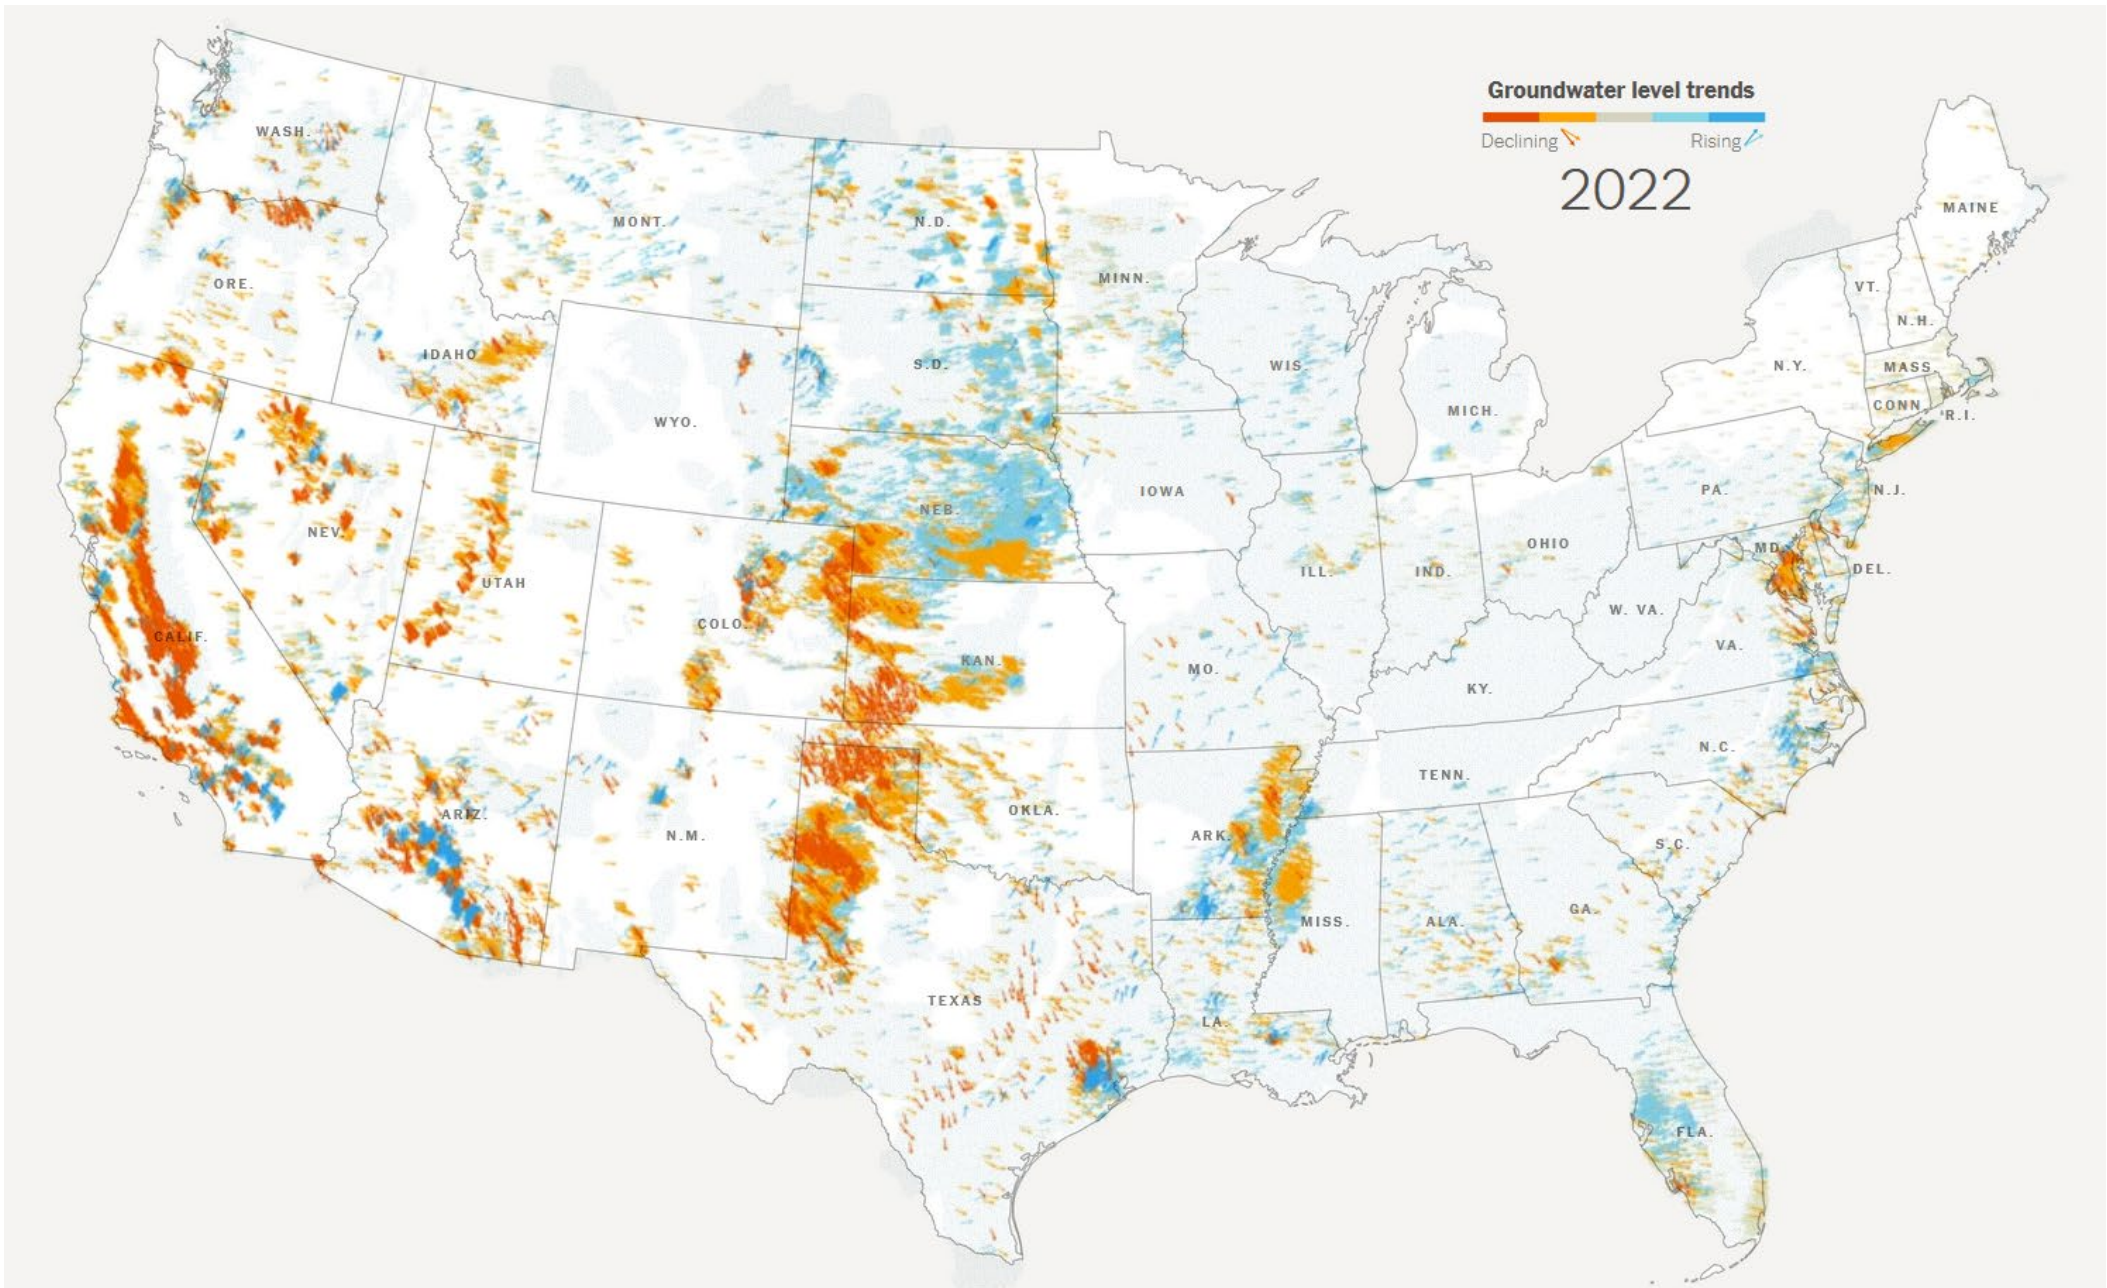 Groundwater level trends
Declining Rising
2022
WASH.
MONT.
N.D.
MINN.
MAINE
ORE.
IDAHO
WYO.
S.D.
WIS.
MICH.
N.Y.
VT.
N.H.
MASS
CONN
R.I.
NEV.
UTAH
COLO.
NEB.
IOWA
ILL.
IND.
OHIO
PA.
N.J.
MD.
DEL.
W. VA.
VA.
CALIF.
KAN.
MO.
KY.
N.C.
TENN.
ARIZ.
N.M.
OKLA.
ARK.
S.C.
MISS.
ALA.
GA.
TEXAS
LA.
FLA.